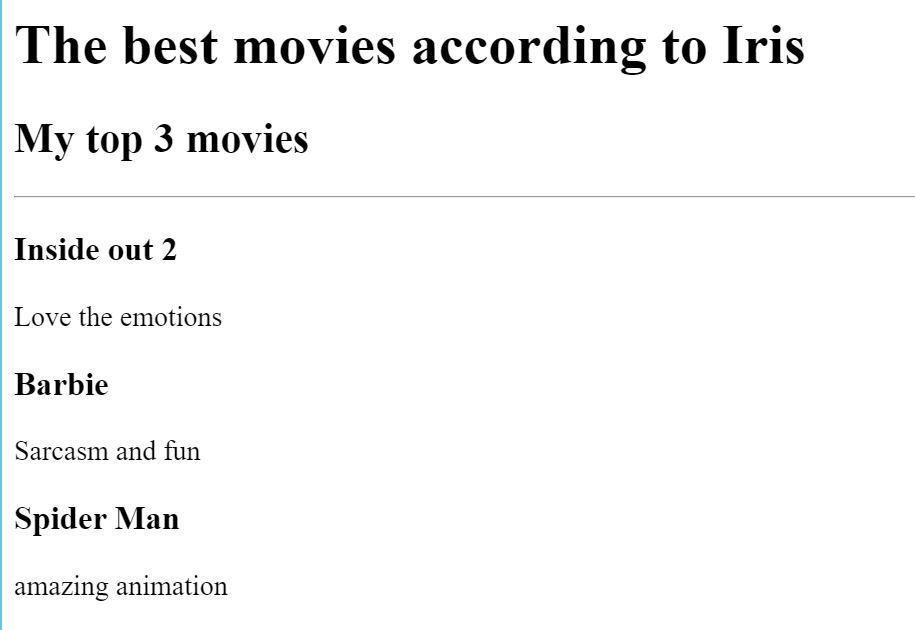 The best movies according to Iris
My top 3 movies
Inside out 2
Love the emotions
Barbie
Sarcasm and fun
Spider Man
amazing animation